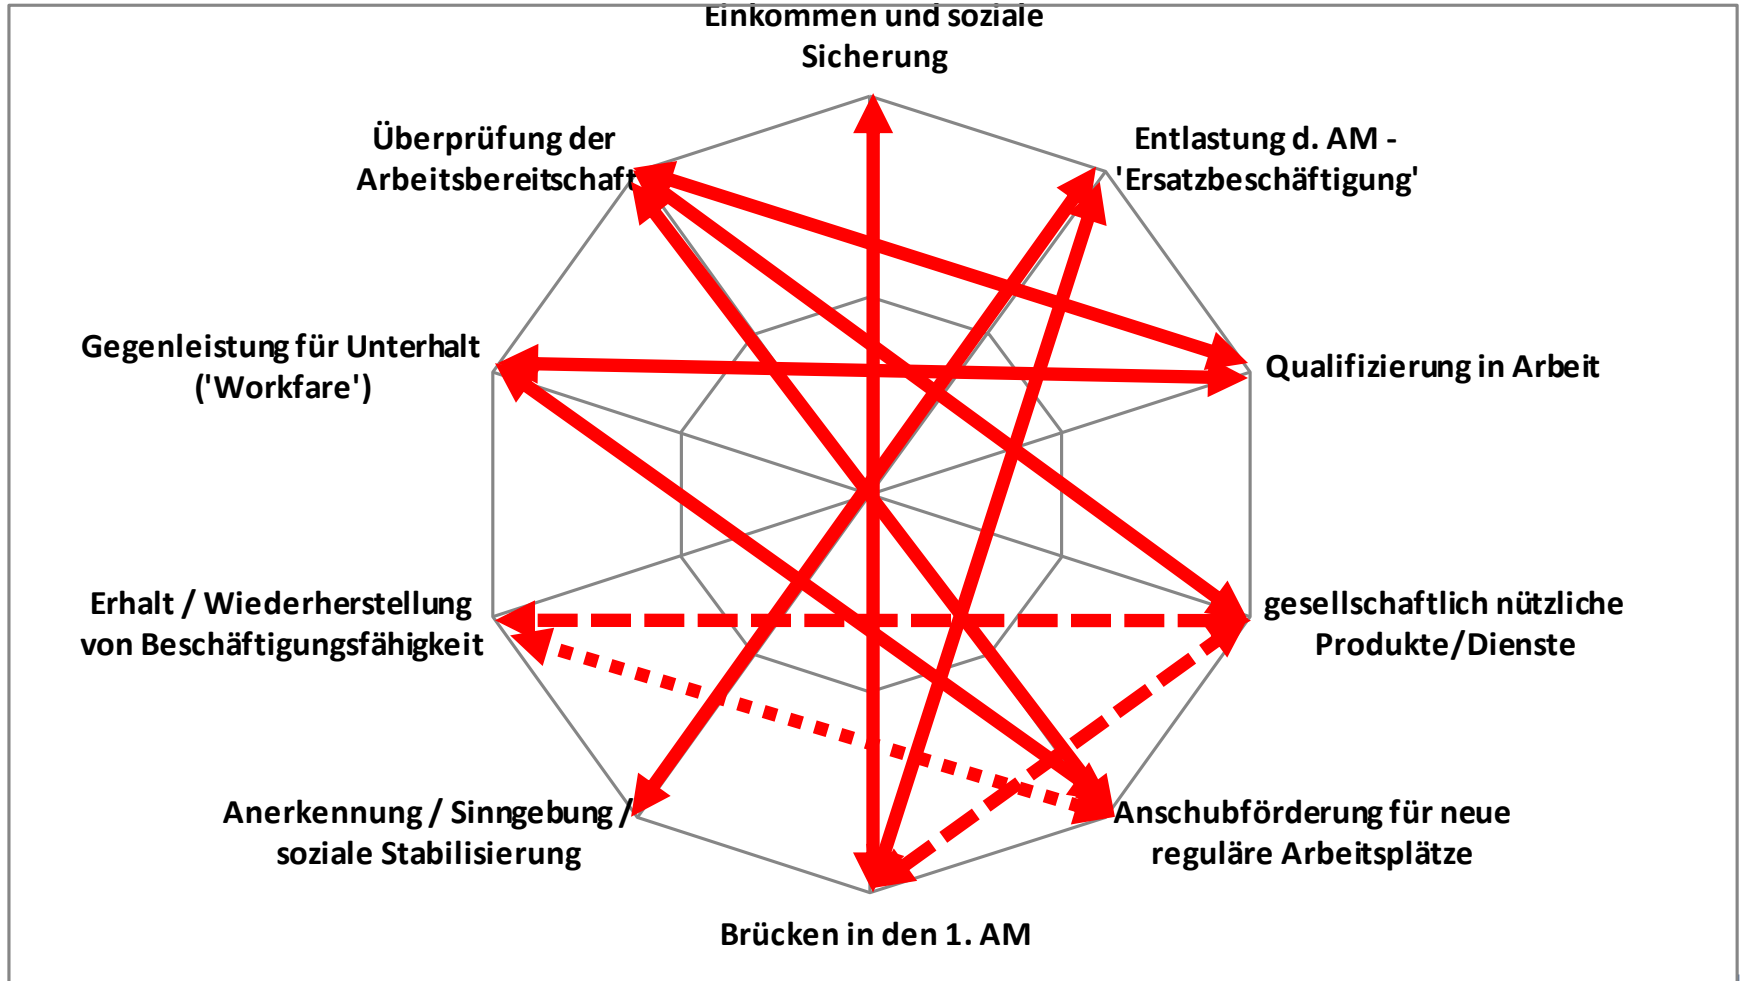 Einkommen und soziale
Sicherung
Überprüfung der
Arbeitsbereitschaft
Entlastung d. AM -
'Ersatzbeschäftigung'
Gegenleistung für Unterhalt
('Workfare')
Qualifizierung in Arbeit
Erhalt / Wiederherstellung
von Beschäftigungsfähigkeit
gesellschaftlich nützliche
Produkte/Dienste
Anerkennung / Sinngebung /
soziale Stabilisierung
Anschubförderung für neue
reguläre Arbeitsplätze
Brücken in den 1. AM